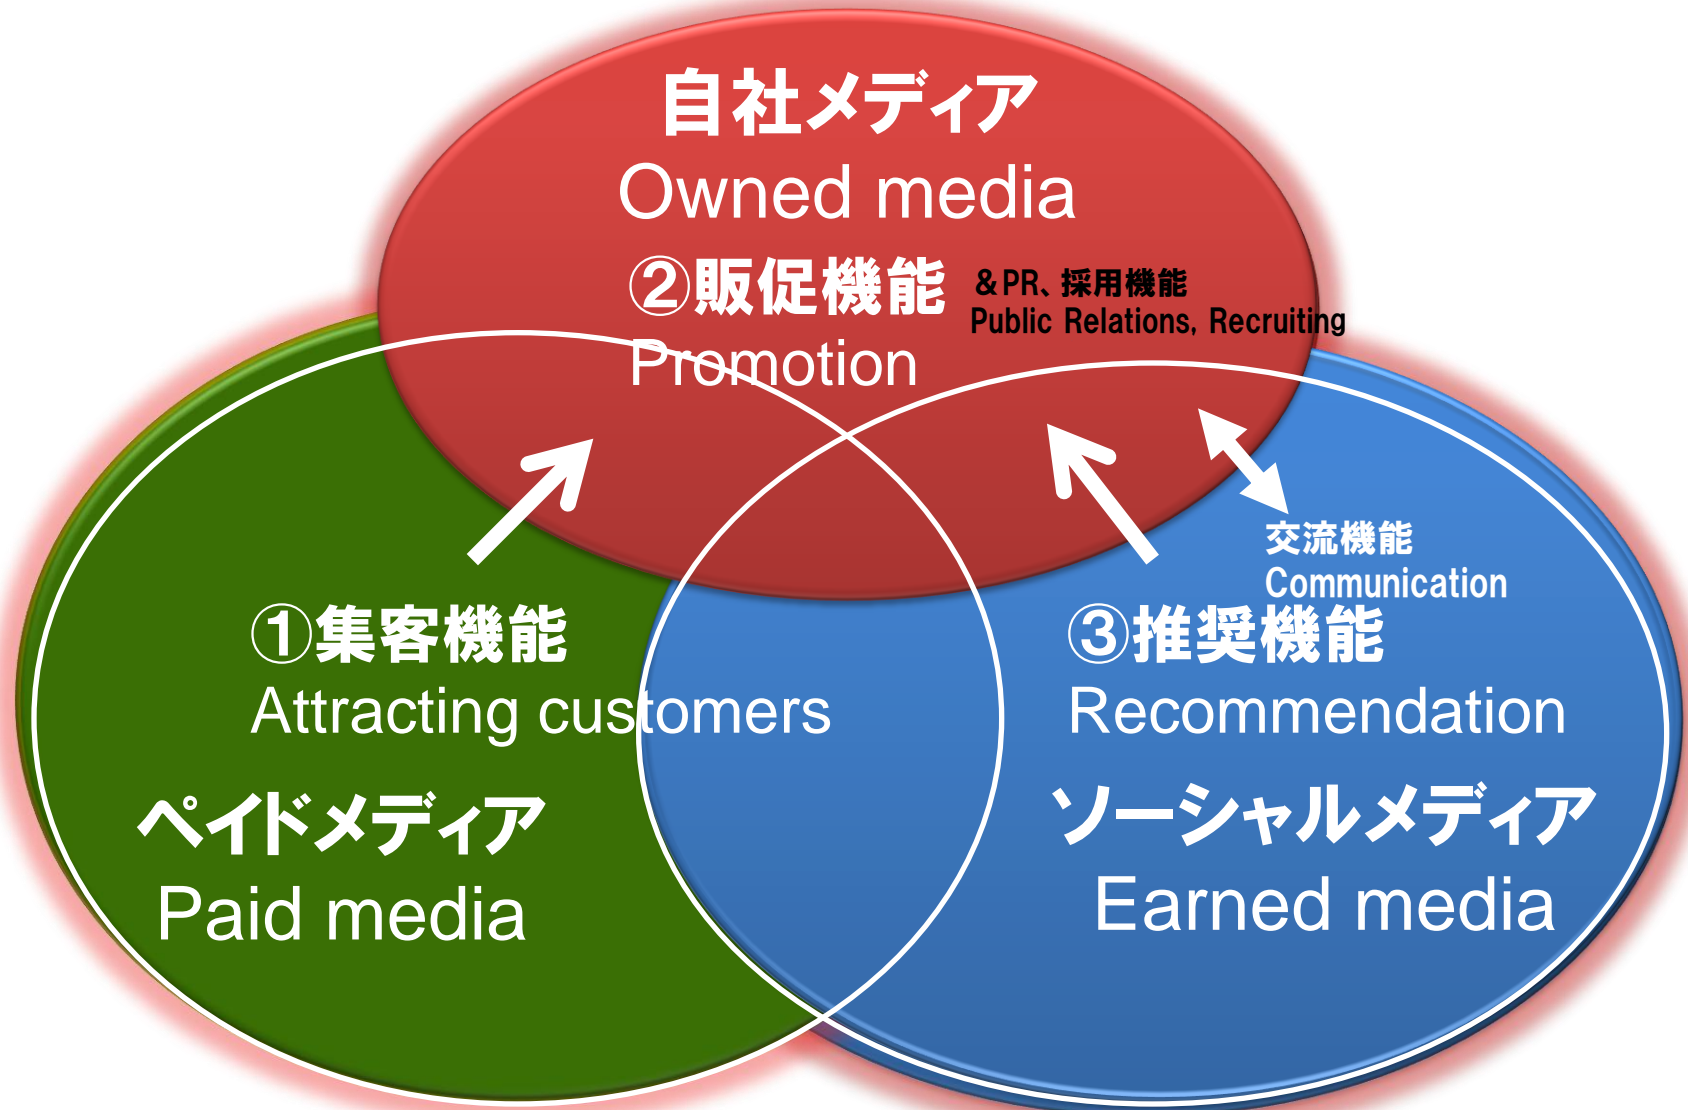 自社メディア
Owned media
②販促機能
Promotion
&PR、採用機能
Public Relations, Recruiting
交流機能
Communication
①集客機能
Attracting customers
ペイドメディア
Paid media
③推奨機能
Recommendation
ソーシャルメディア
Earned media